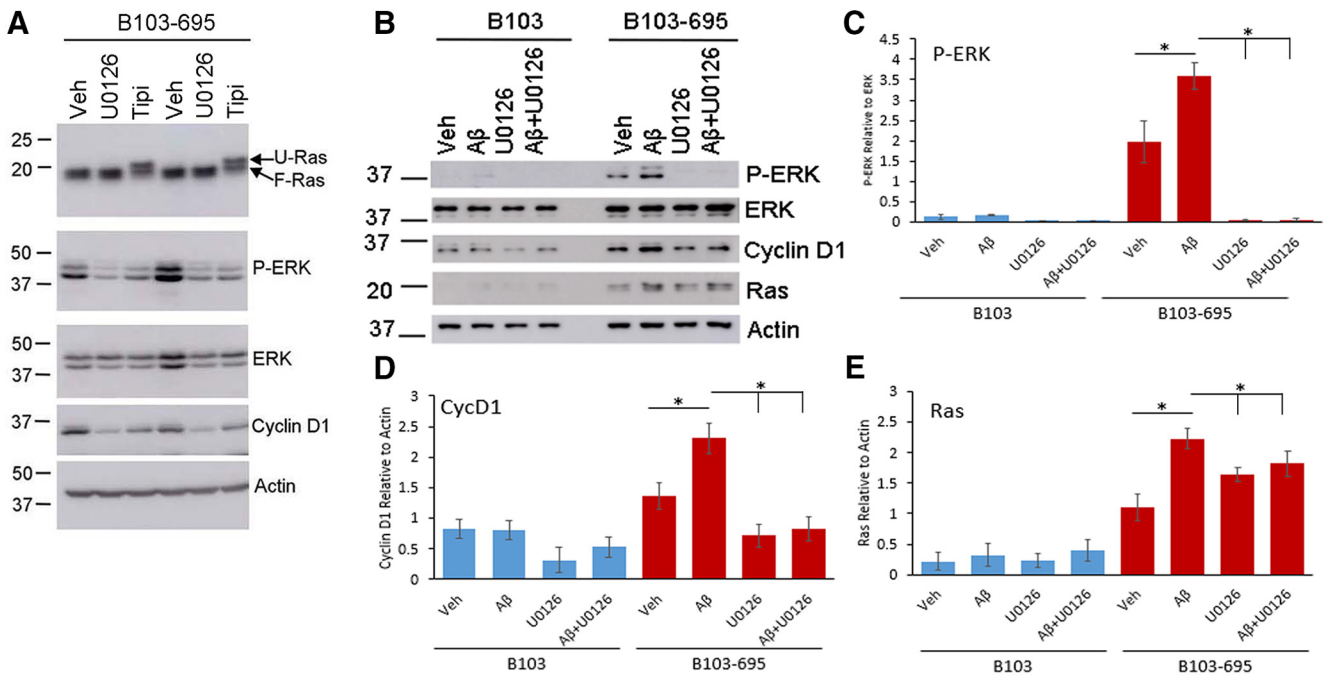 A
B103-695
Veh
U0126
Tipi
Veh
U0126
Tipi
25
20
U-Ras
F-Ras
50
37
P-ERK
50
37
ERK
37
25
Cyclin D1
50
37
Actin
B
B103
B103-695
Veh
Aβ
U0126
Aβ+U0126
Veh
Aβ
U0126
Aβ+U0126
37
P-ERK
37
ERK
37
25
Cyclin D1
20
Ras
37
Actin
C
P-ERK
P-ERK Relative to ERK
4.5
4
3.5
3
2.5
2
1.5
1
0.5
0
*
*
Veh
Aβ
U0126
Aβ+U0126
Veh
Aβ
U0126
Aβ+U0126
B103
B103-695
D
CycD1
Cyclin D1 Relative to Actin
3
2.5
2
1.5
1
0.5
0
*
*
Veh
Aβ
U0126
Aβ+U0126
Veh
Aβ
U0126
Aβ+U0126
B103
B103-695
E
Ras
Ras Relative to Actin
3
2.5
2
1.5
1
0.5
0
*
*
Veh
Aβ
U0126
Aβ+U0126
Veh
Aβ
U0126
Aβ+U0126
B103
B103-695